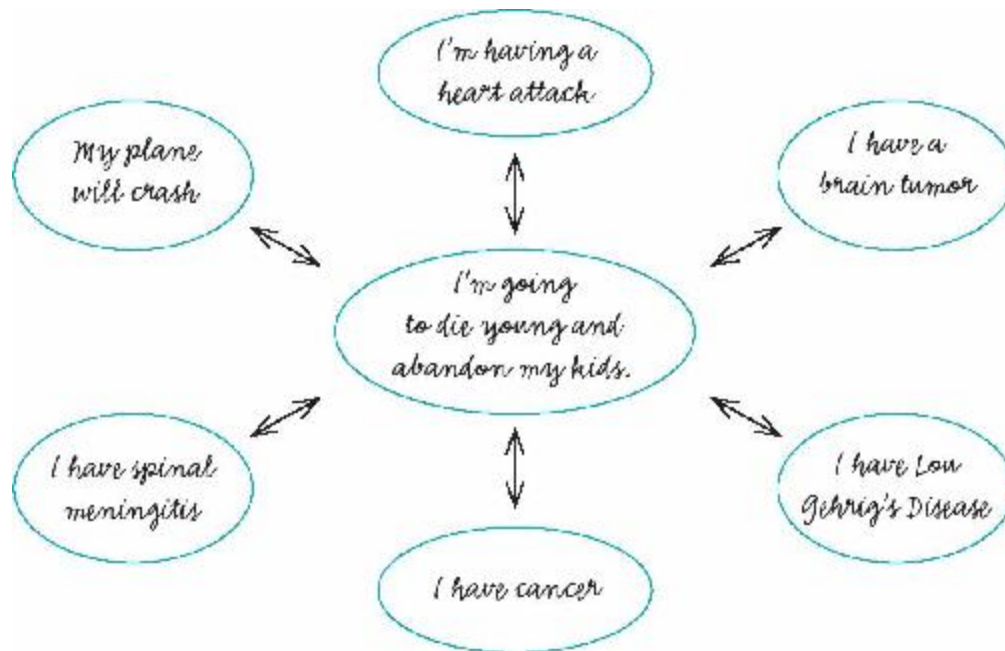 I'm having a
heart attack
My plane
will crash
I have a
brain tumor
I'm going
to die young and
abandon my kids.
I have spinal
meningitis
I have Lou
Gehrig's Disease
I have cancer